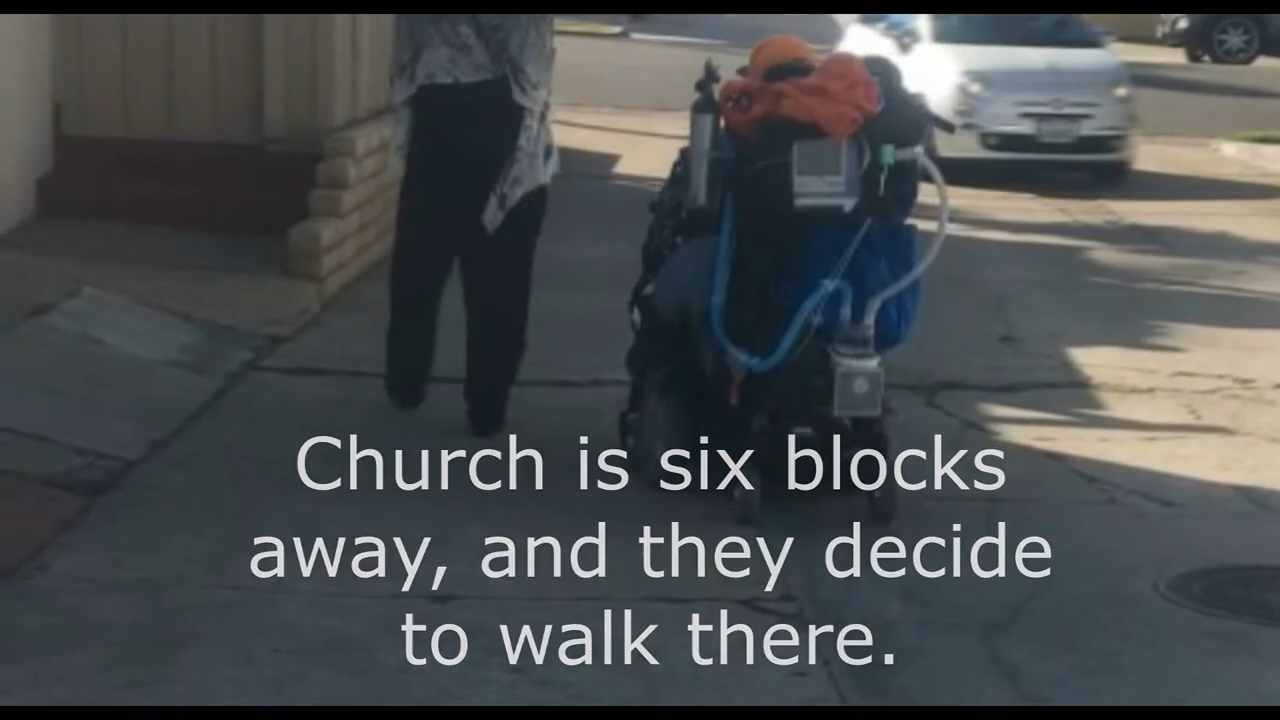 Church is six blocks
away, and they decide
to walk there.